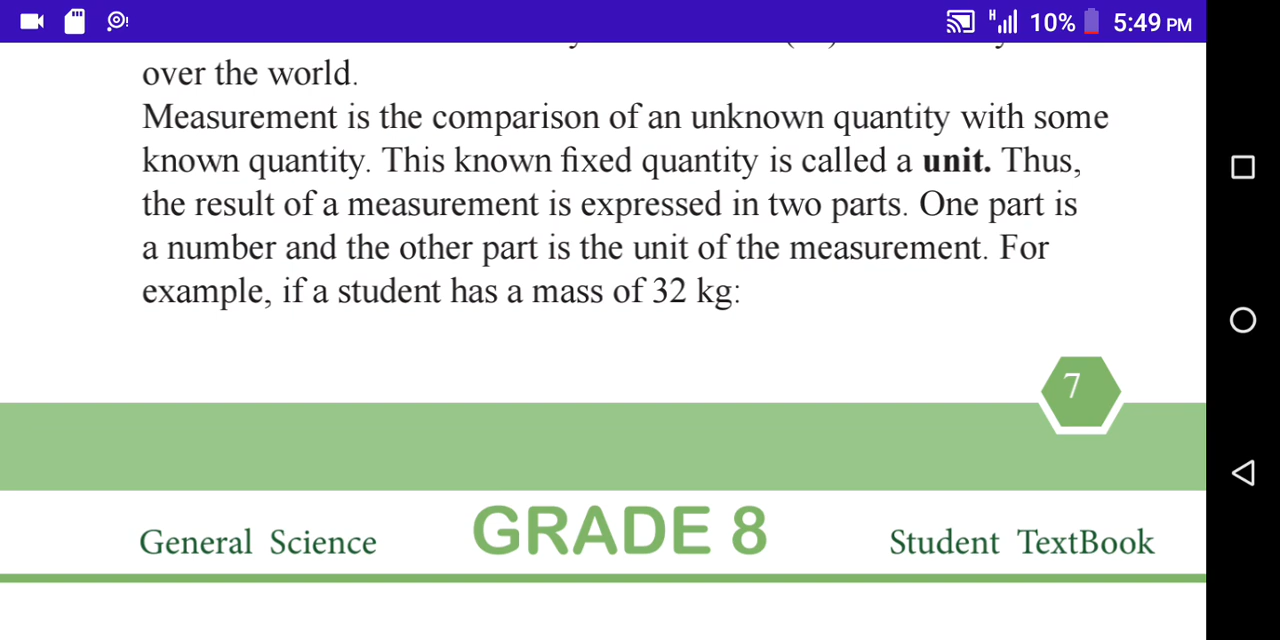 10% 5:49 PM
over the world.
Measurement is the comparison of an unknown quantity with some
known quantity. This known fixed quantity is called a unit. Thus,
the result of a measurement is expressed in two parts. One part is
a number and the other part is the unit of the measurement. For
example, if a student has a mass of 32 kg:
7
General Science GRADE 8 Student TextBook